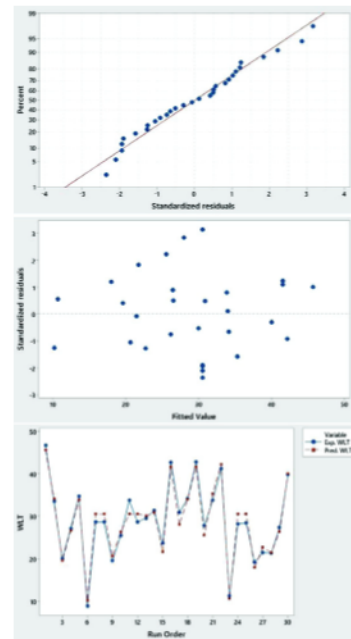 99
95
90
80
70
60
50
40
30
20
10
5
1
Percent
-4 -3 -2 -1 0 1 2 3 4
Standardized residuals
3
2
1
0
-1
-2
-3
Standardized residuals
10 20 30 40 50
Fitted Value
50
40
30
20
10
WLT
3 6 9 12 15 18 21 24 27 30
Run Order
Variable
Exp. WLT
Pred. WLT